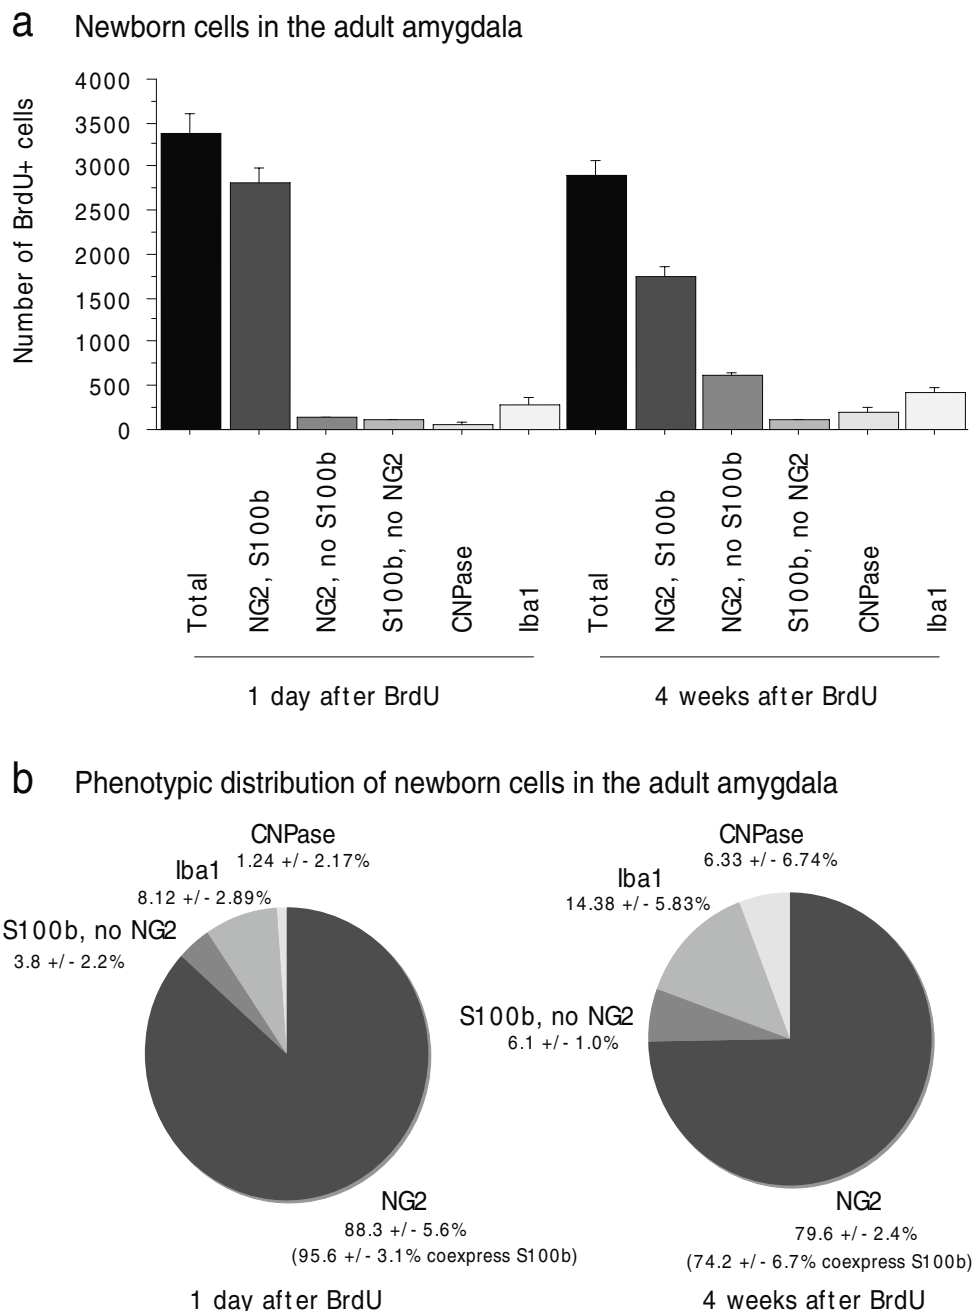 a Newborn cells in the adult amygdala
Number of BrdU+ cells
4000
3500
3000
2500
2000
1500
1000
500
0
Total
NG2, S100b
NG2, no S100b
S100b, no NG2
CNPase
Iba1
Total
NG2, S100b
NG2, no S100b
S100b, no NG2
CNPase
Iba1
1 day after BrdU
4 weeks after BrdU
b Phenotypic distribution of newborn cells in the adult amygdala
CNPase
1.24 +/- 2.17%
Iba1
8.12 +/- 2.89%
S100b, no NG2
3.8 +/- 2.2%
NG2
88.3 +/- 5.6%
(95.6 +/- 3.1% coexpress S100b)
1 day after BrdU
CNPase
6.33 +/- 6.74%
Iba1
14.38 +/- 5.83%
S100b, no NG2
6.1 +/- 1.0%
NG2
79.6 +/- 2.4%
(74.2 +/- 6.7% coexpress S100b)
4 weeks after BrdU